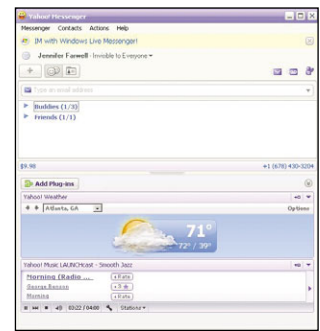 Yahoo! Messenger
Messenger Contacts Actions Help
IM with Windows Live Messenger!
Jennifer Farwell - Invisible to Everyone
Type an email address
Buddies (1/3)
Friends (1/1)
$9.98 +1 (678) 430-3204
Add Plug-ins
Yahoo! Weather
Atlanta, GA Options
71°
72° / 39°
Yahoo! Music LAUNCHcast - Smooth Jazz
Morning (Radio ... Rate
George Benson
Morning Rate
03:22 / 04:00 Stations